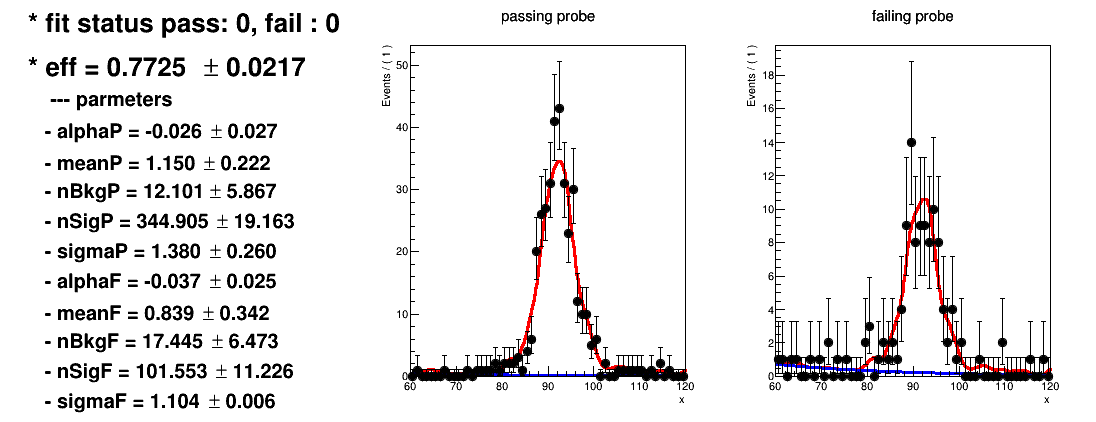 * fit status pass: 0, fail : 0
* eff = 0.7725 ± 0.0217
--- parmeters
- alphaP = -0.026 ± 0.027
- meanP = 1.150 ± 0.222
- nBkgP = 12.101 ± 5.867
- nSigP = 344.905 ± 19.163
- sigmaP = 1.380 ± 0.260
- alphaF = -0.037 ± 0.025
- meanF = 0.839 ± 0.342
- nBkgF = 17.445 ± 6.473
- nSigF = 101.553 ± 11.226
- sigmaF = 1.104 ± 0.006
passing probe
Events / ( 1 )
50
40
30
20
10
0
60 70 80 90 100 110 120
x
failing probe
Events / ( 1 )
18
16
14
12
10
8
6
4
2
0
60 70 80 90 100 110 120
x